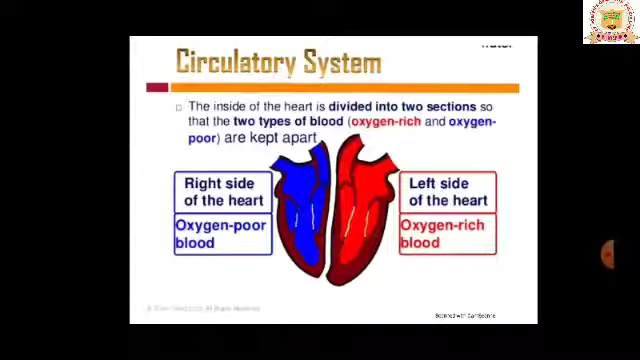 Circulatory System
The inside of the heart is divided into two sections so
that the two types of blood (oxygen-rich and oxygen-
poor) are kept apart
Right side
of the heart
Oxygen-poor
blood
Left side
of the heart
Oxygen-rich
blood
Scanned with CamScanner